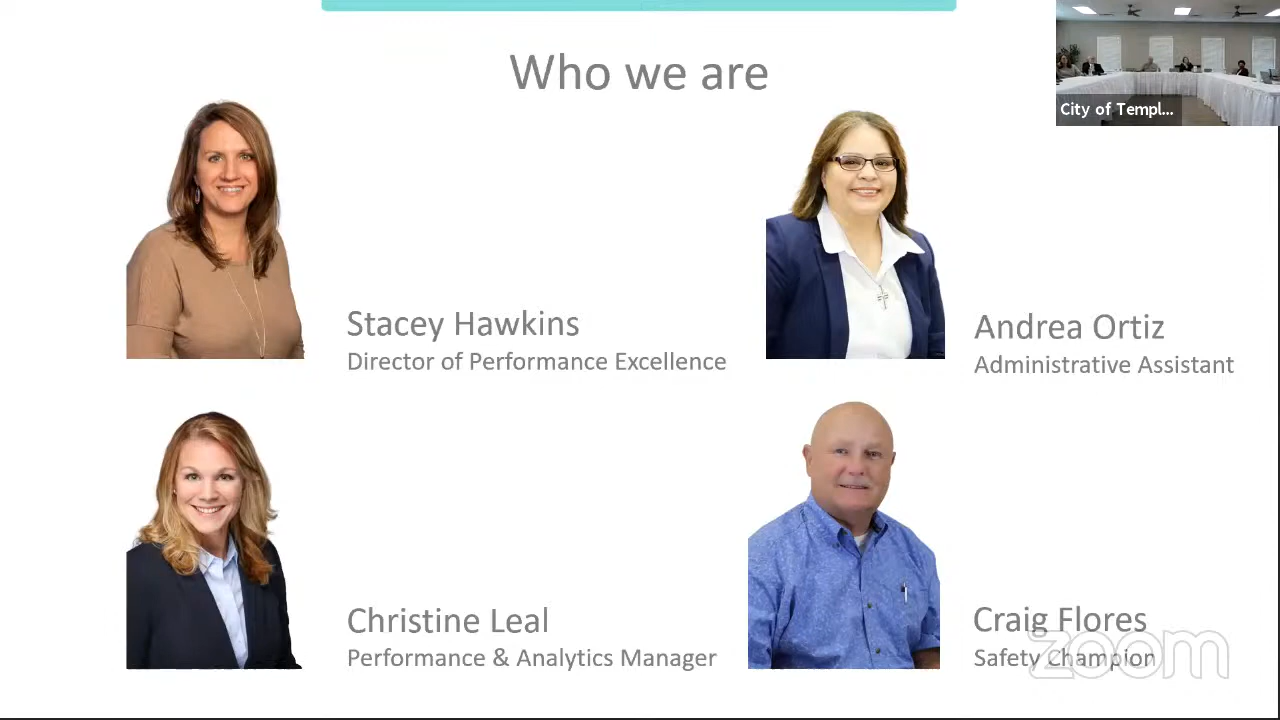 Who we are
City of Templ...
Stacey Hawkins
Director of Performance Excellence
Andrea Ortiz
Administrative Assistant
Christine Leal
Performance & Analytics Manager
Craig Flores
Safety Champion
zoom